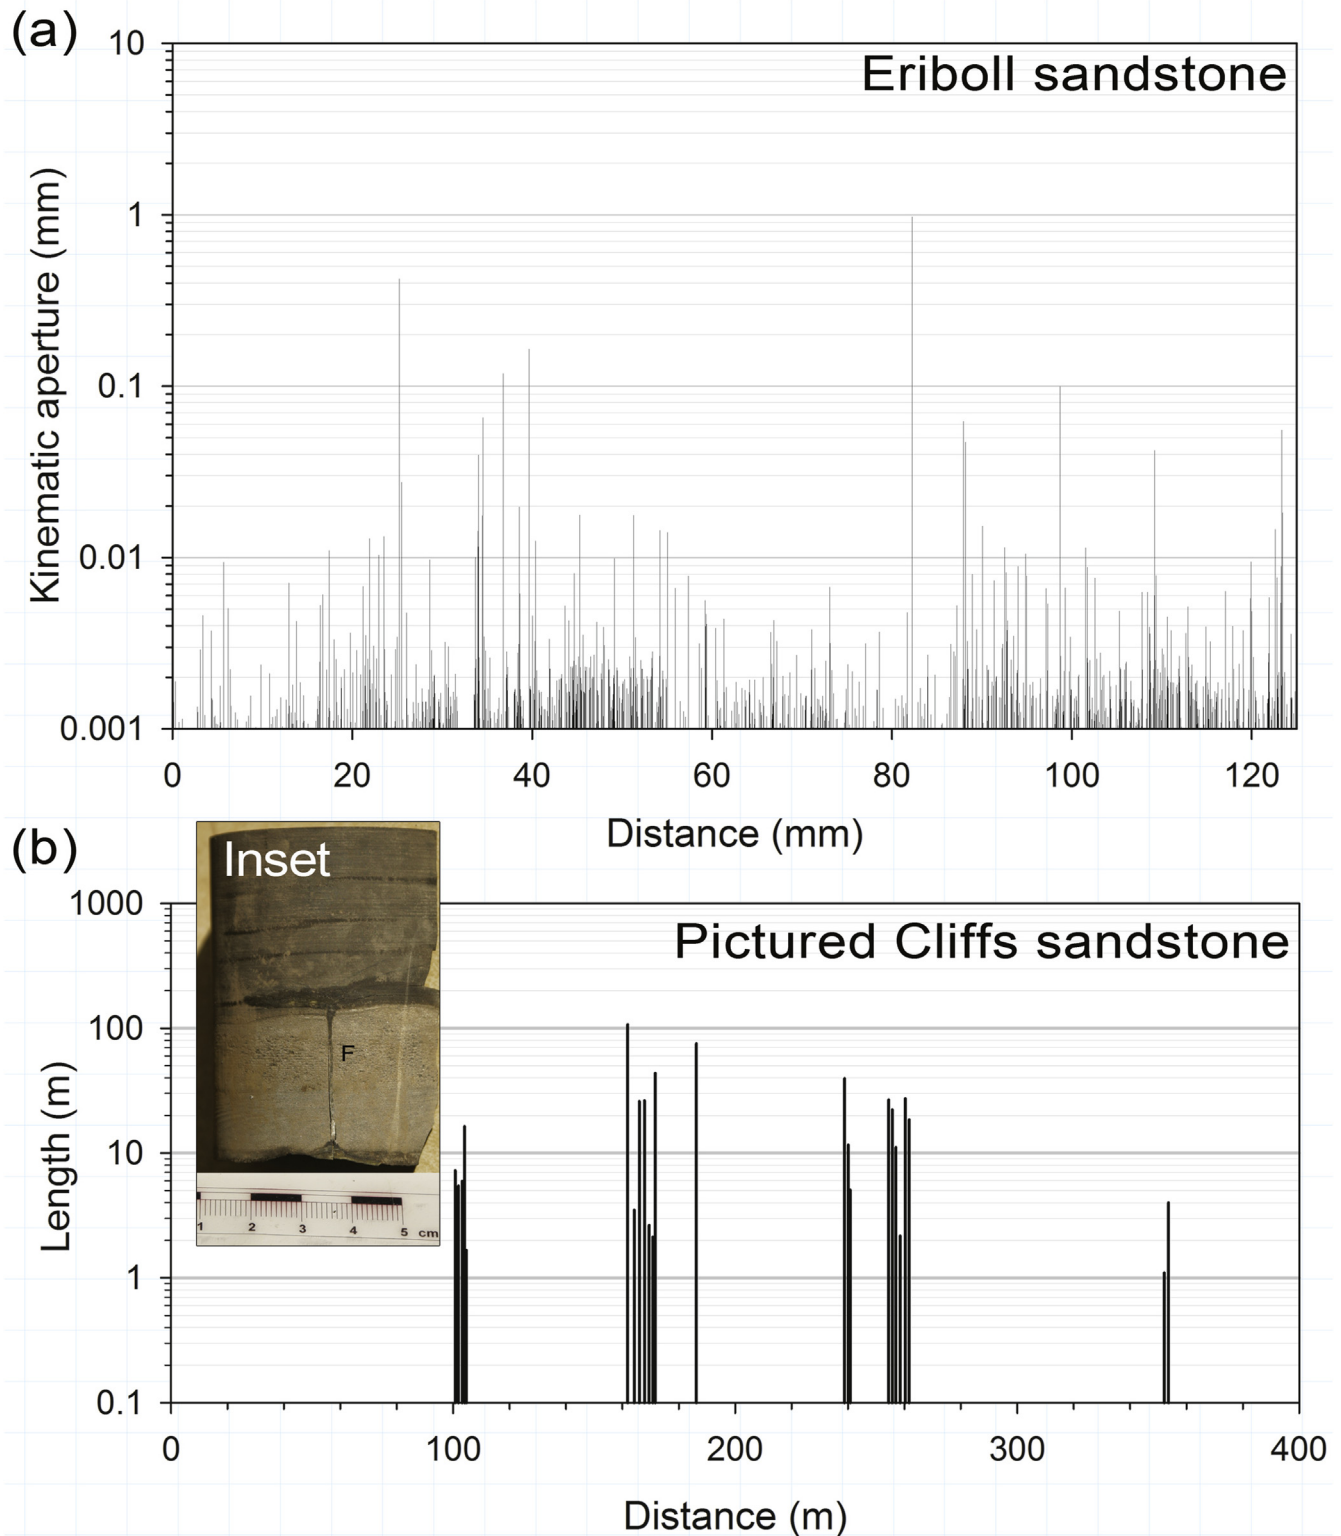 (a)
Eriboll sandstone
Kinematic aperture (mm)
10
1
0.1
0.01
0.001
0 20 40 60 80 100 120
Distance (mm)
(b)
Inset
F
1 2 3 4 5 cm
Pictured Cliffs sandstone
Length (m)
1000
100
10
1
0.1
0 100 200 300 400
Distance (m)